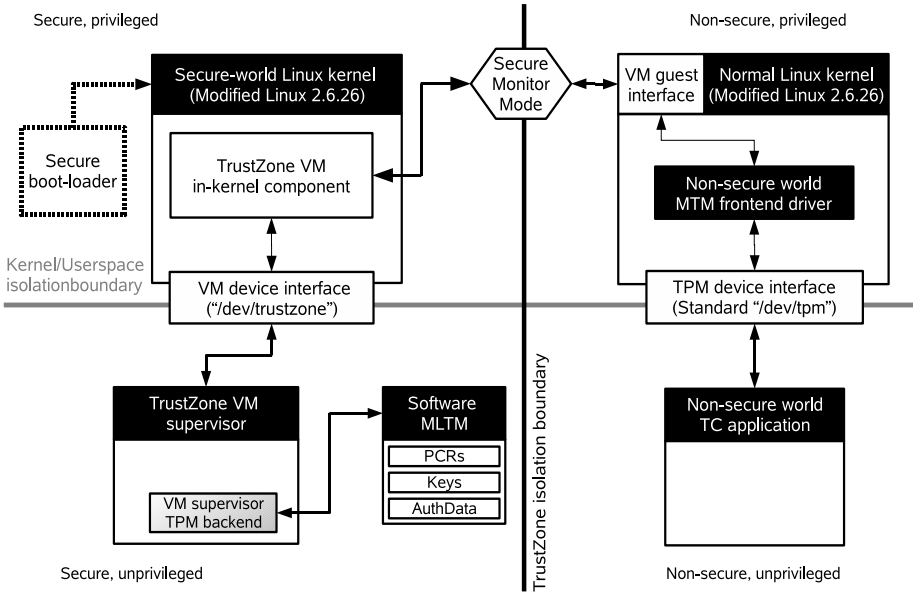 Secure, privileged
Non-secure, privileged
Secure-world Linux kernel
(Modified Linux 2.6.26)
Secure
Monitor
Mode
VM guest
interface
Normal Linux kernel
(Modified Linux 2.6.26)
Secure
boot-loader
TrustZone VM
in-kernel component
Non-secure world
MTM frontend driver
Kernel/Userspace
isolationboundary
VM device interface
(“/dev/trustzone”)
TPM device interface
(Standard “/dev/tpm”)
TrustZone isolation boundary
TrustZone VM
supervisor
VM supervisor
TPM backend
Software
MLTM
PCRs
Keys
AuthData
Non-secure world
TC application
Secure, unprivileged
Non-secure, unprivileged